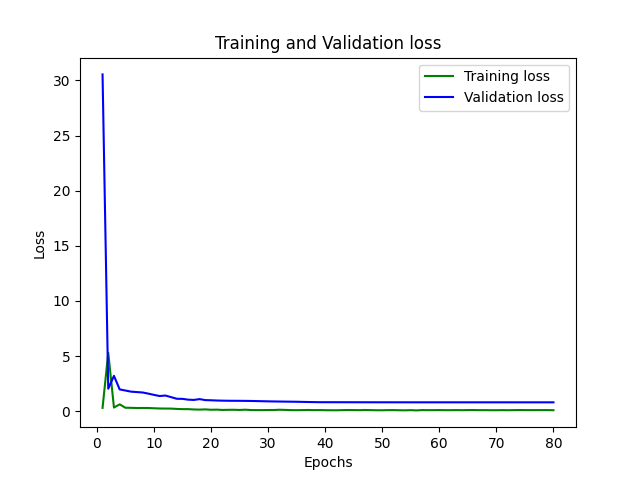 Training and Validation loss
Training loss
Validation loss
30
25
20
15
10
5
0
Loss
0 10 20 30 40 50 60 70 80
Epochs